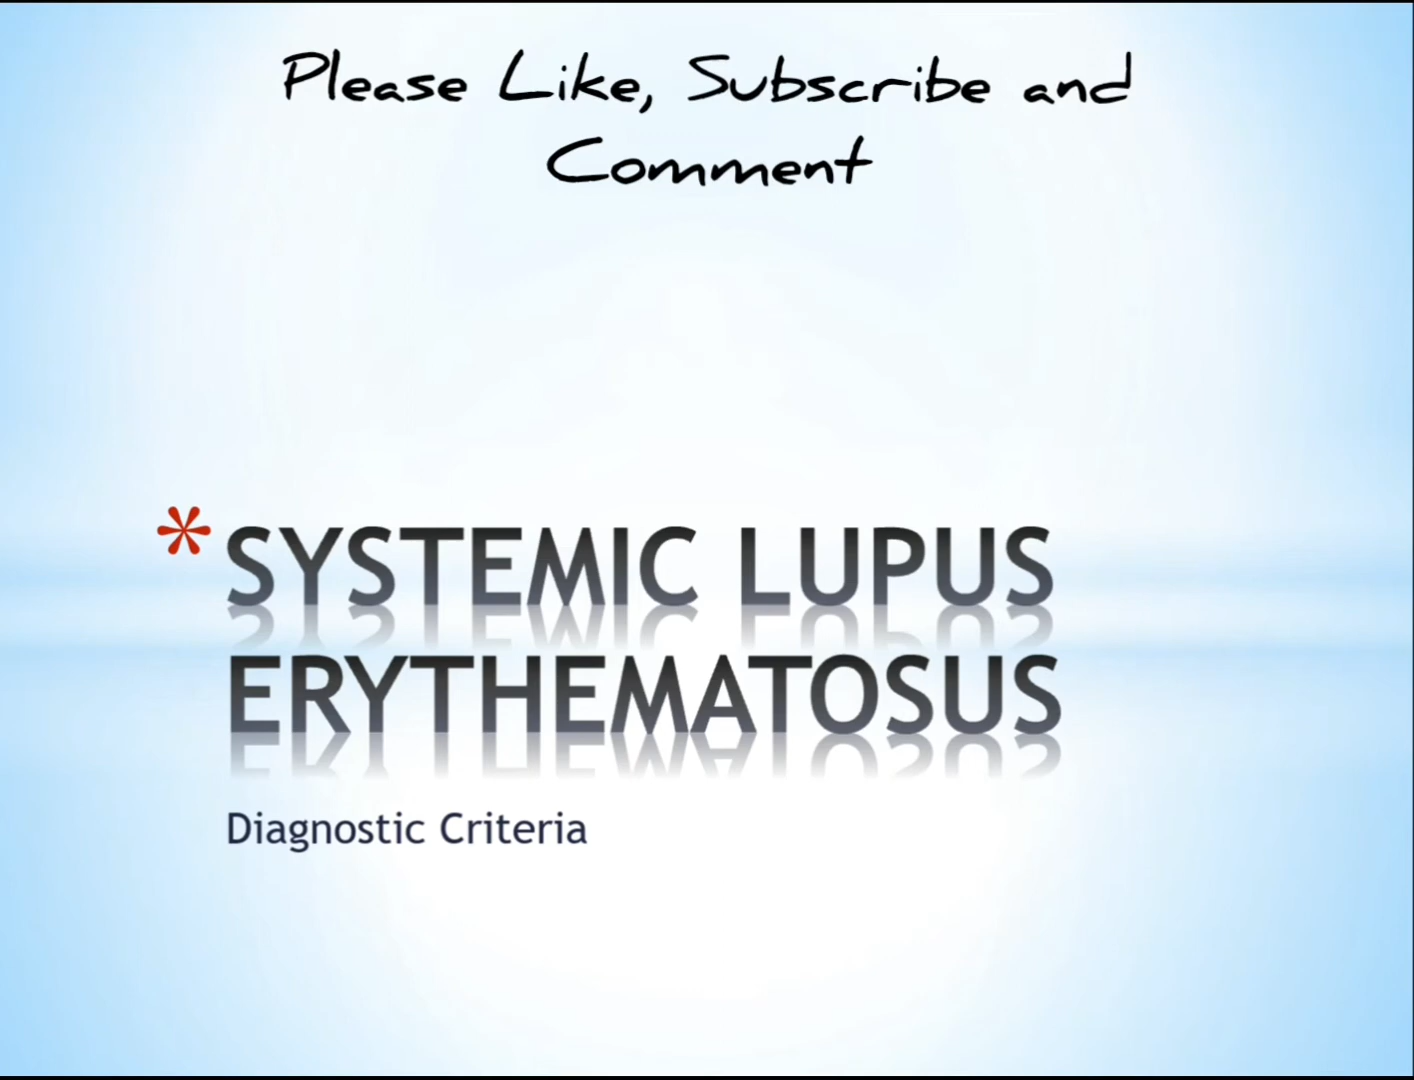 Please Like, Subscribe and
Comment
* SYSTEMIC LUPUS
ERYTHEMATOSUS
Diagnostic Criteria